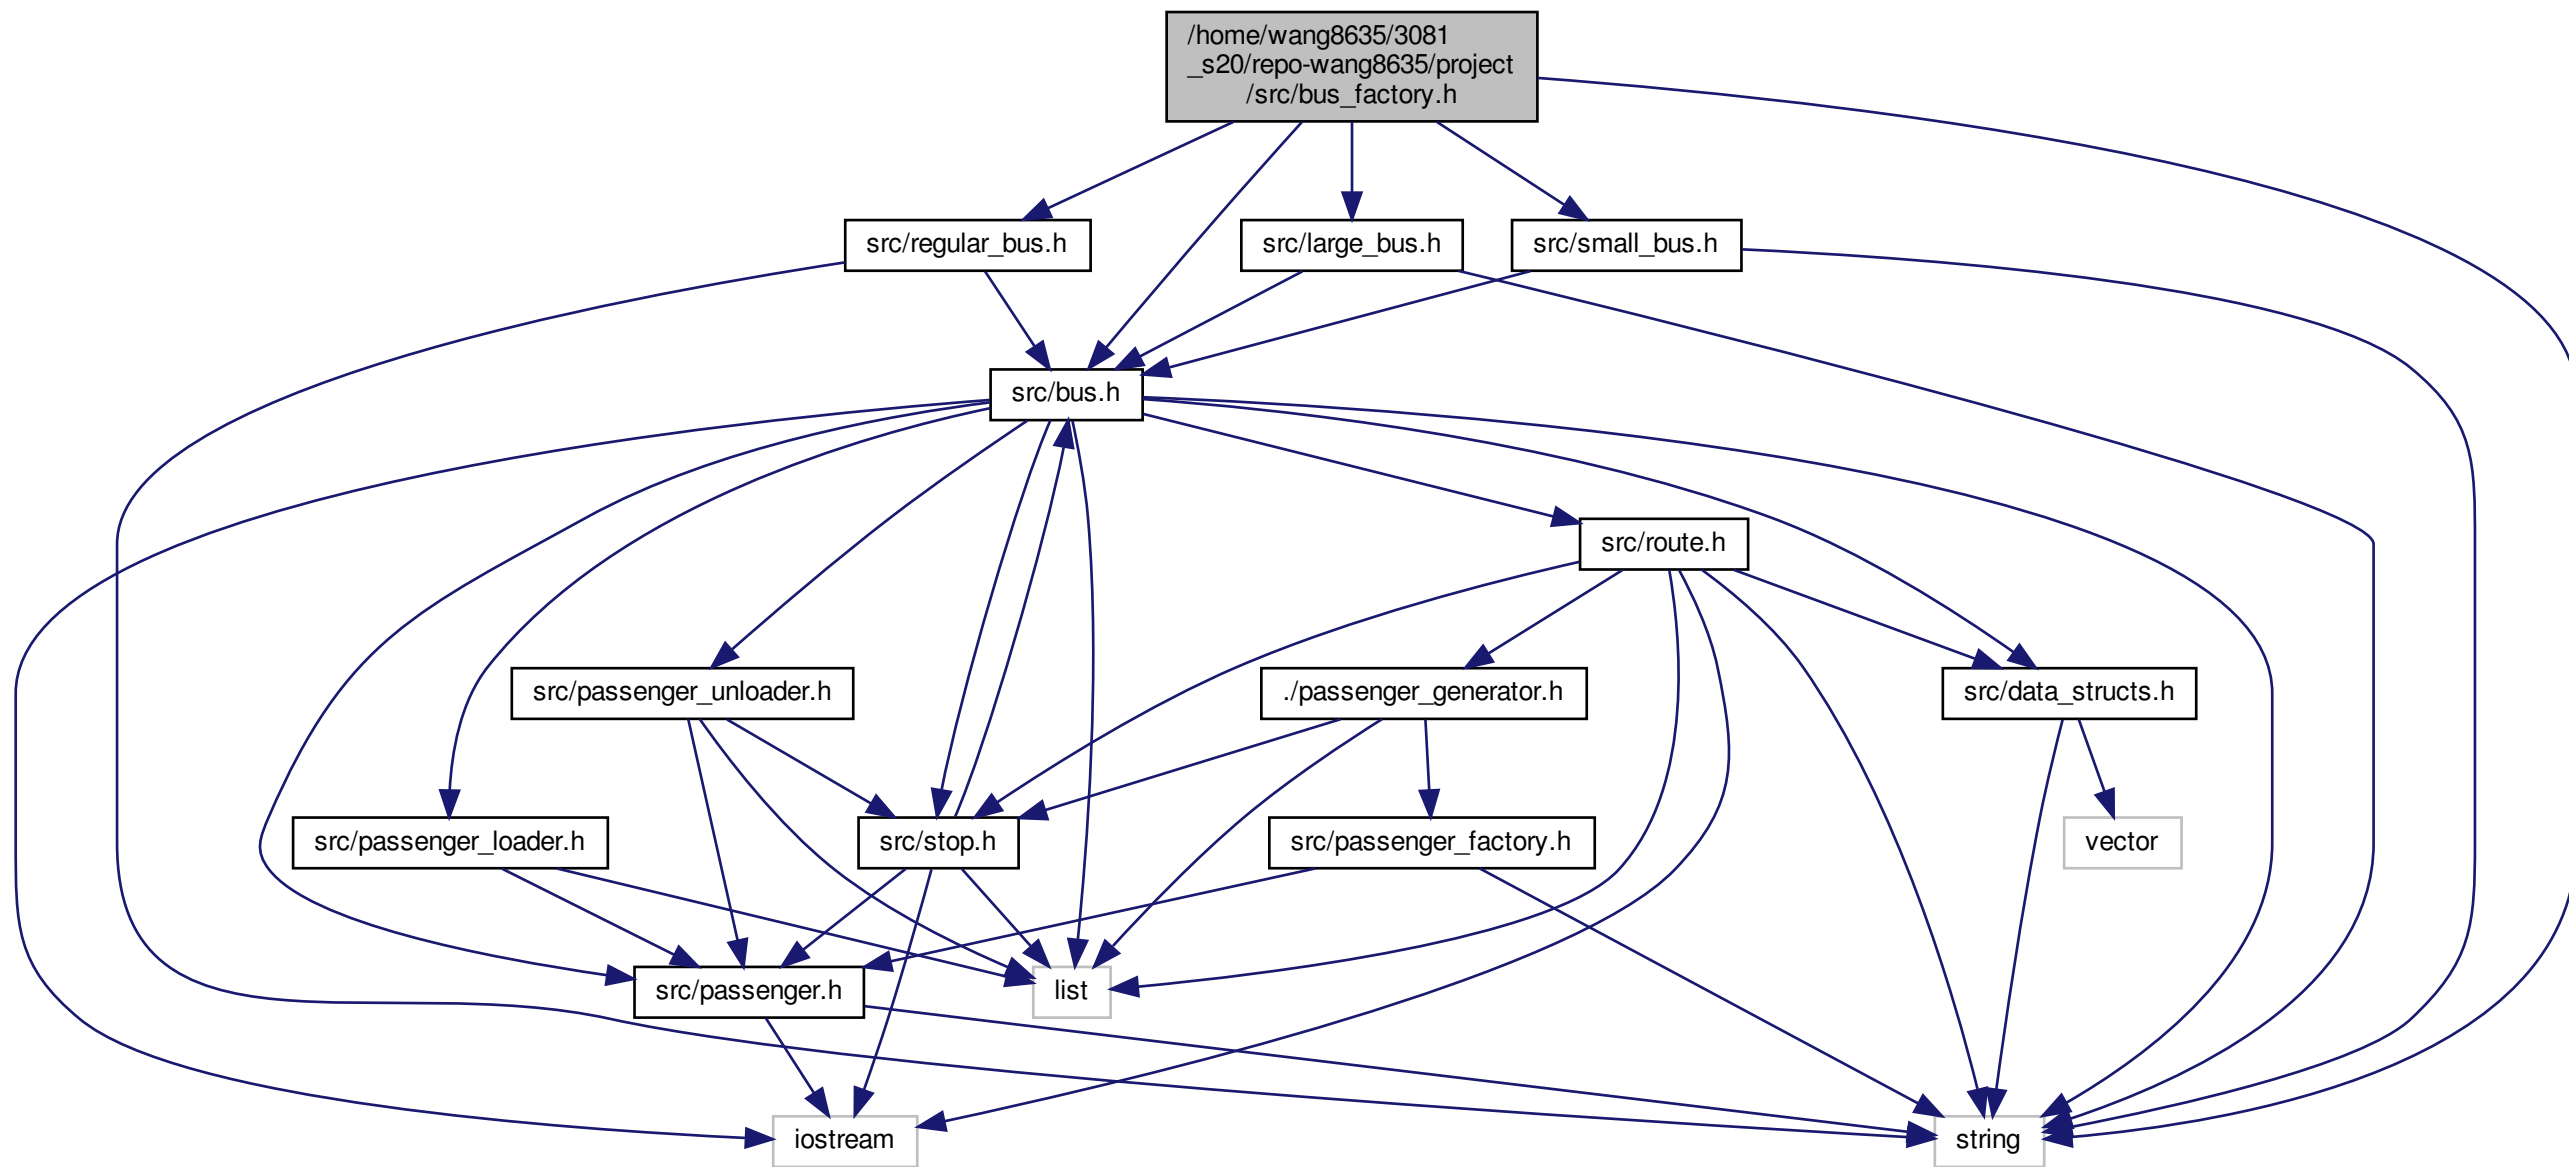 /home/wang8635/3081
_s20/repo-wang8635/project
/src/bus_factory.h
src/regular_bus.h
src/large_bus.h
src/small_bus.h
src/bus.h
src/route.h
src/passenger_unloader.h
./passenger_generator.h
src/data_structs.h
src/passenger_loader.h
src/stop.h
src/passenger_factory.h
vector
src/passenger.h
list
iostream
string